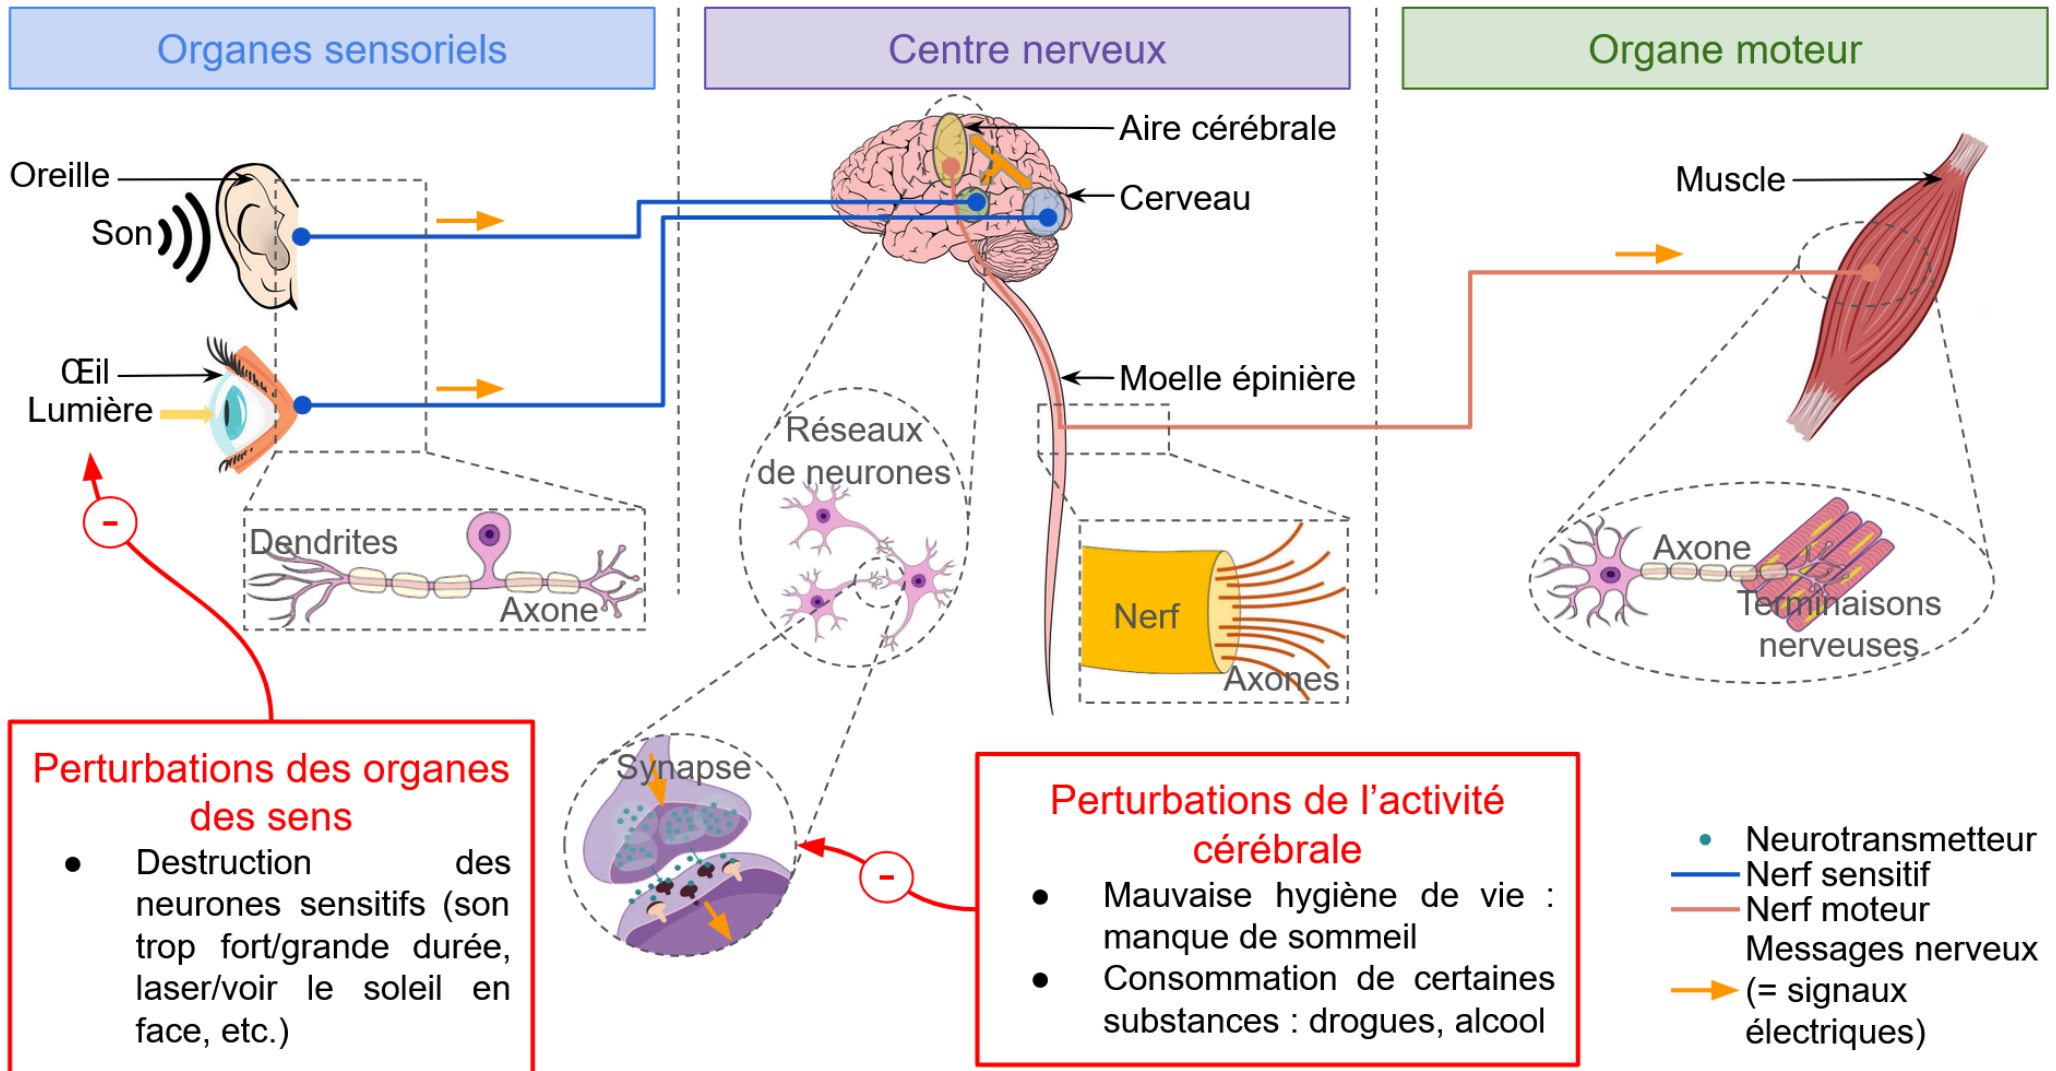 Organes sensoriels
Centre nerveux
Organe moteur
Oreille
Son
Œil
Lumière
-
Dendrites
Axone
Aire cérébrale
Cerveau
Moelle épinière
Réseaux
de neurones
Nerf
Axones
Synapse
Muscle
Axone
Terminaisons
nerveuses
Perturbations des organes
des sens
● Destruction des
neurones sensitifs (son
trop fort/grande durée,
laser/voir le soleil en
face, etc.)
-
Perturbations de l’activité
cérébrale
● Mauvaise hygiène de vie :
manque de sommeil
● Consommation de certaines
substances : drogues, alcool
Neurotransmetteur
Nerf sensitif
Nerf moteur
Messages nerveux
(= signaux
électriques)